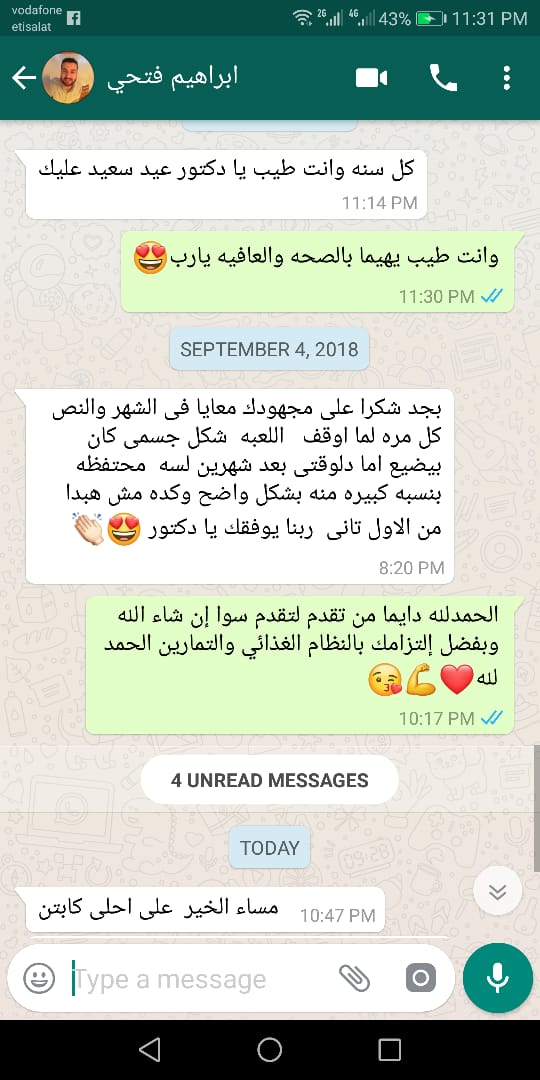 vodafone
etisalat
2G 4G 43% 11:31 PM
ابراهيم فتحي
كل سنه وانت طيب يا دكتور عيد سعيد عليك
11:14 PM
وانت طيب يهيما بالصحه والعافيه يارب😍
11:30 PM
SEPTEMBER 4, 2018
بجد شكرا على مجهودك معايا فى الشهر والنص
كل مره لما اوقف اللعبه شكل جسمى كان
بيضيع اما دلوقتى بعد شهرين لسه محتفظه
بنسبه كبيره منه بشكل واضح وكده مش هبدا
من الاول تانى ربنا يوفقك يا دكتور 😍👏🏻
8:20 PM
الحمدلله دايما من تقدم لتقدم سوا إن شاء الله
وبفضل إلتزامك بالنظام الغذائي والتمارين الحمد
لله❤️💪😘
10:17 PM
4 UNREAD MESSAGES
TODAY
مساء الخير على احلى كابتن
10:47 PM
Type a message